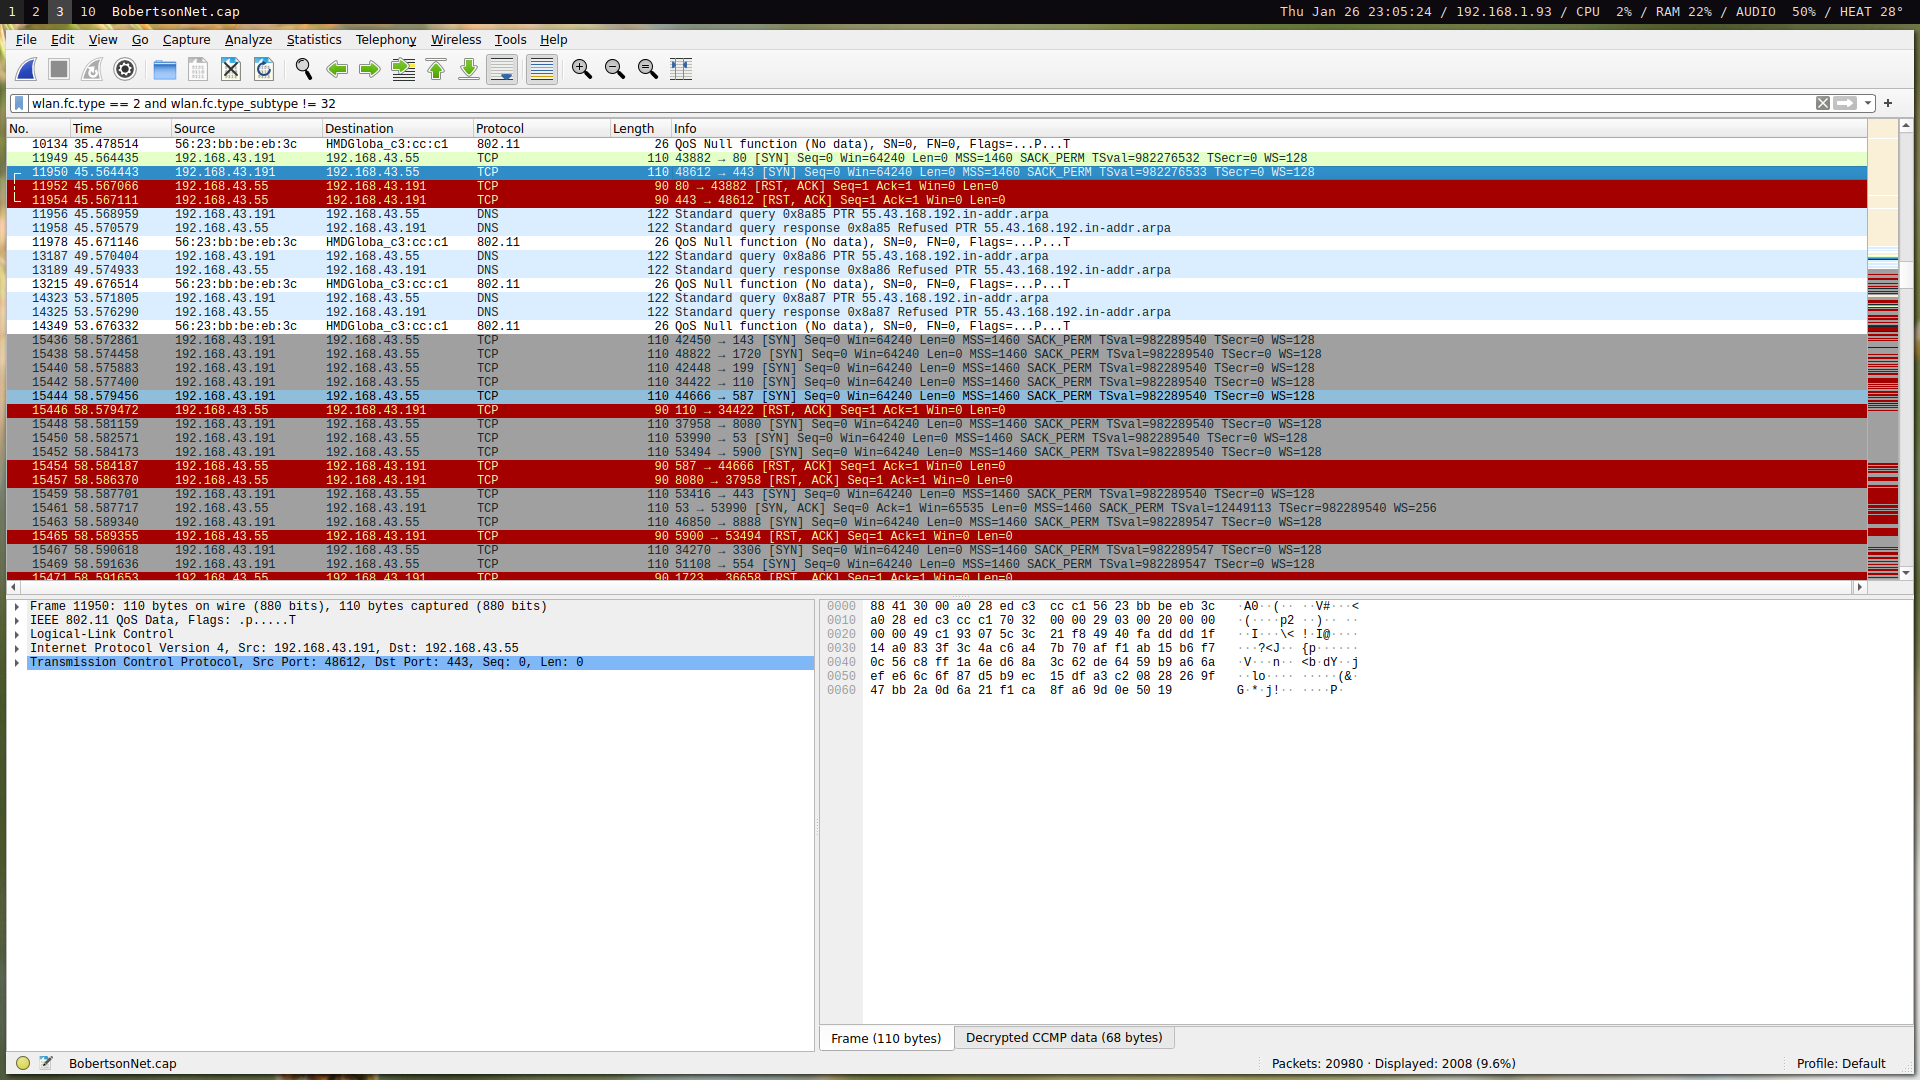 1 2 3 10 BobertsonNet.cap Thu Jan 26 23:05:24 / 192.168.1.93 / CPU 2% / RAM 22% / AUDIO 50% / HEAT 28°
File Edit View Go Capture Analyze Statistics Telephony Wireless Tools Help
wlan.fc.type == 2 and wlan.fc.type_subtype != 32
No. Time Source Destination Protocol Length Info
10134 35.478514 56:23:bb:be:eb:3c HMDGloba_c3:cc:c1 802.11 26 QoS Null function (No data), SN=0, FN=0, Flags=...P...T
11949 45.564435 192.168.43.191 192.168.43.55 TCP 110 43882 → 80 [SYN] Seq=0 Win=64240 Len=0 MSS=1460 SACK_PERM TSval=982276532 TSecr=0 WS=128
11950 45.564443 192.168.43.191 192.168.43.55 TCP 110 48612 → 443 [SYN] Seq=0 Win=64240 Len=0 MSS=1460 SACK_PERM TSval=982276533 TSecr=0 WS=128
11952 45.567066 192.168.43.55 192.168.43.191 TCP 90 80 → 43882 [RST, ACK] Seq=1 Ack=1 Win=0 Len=0
11954 45.567111 192.168.43.55 192.168.43.191 TCP 90 443 → 48612 [RST, ACK] Seq=1 Ack=1 Win=0 Len=0
11956 45.568959 192.168.43.191 192.168.43.55 DNS 122 Standard query 0x8a85 PTR 55.43.168.192.in-addr.arpa
11958 45.570579 192.168.43.55 192.168.43.191 DNS 122 Standard query response 0x8a85 Refused PTR 55.43.168.192.in-addr.arpa
11978 45.671146 56:23:bb:be:eb:3c HMDGloba_c3:cc:c1 802.11 26 QoS Null function (No data), SN=0, FN=0, Flags=...P...T
13187 49.570404 192.168.43.191 192.168.43.55 DNS 122 Standard query 0x8a86 PTR 55.43.168.192.in-addr.arpa
13189 49.574933 192.168.43.55 192.168.43.191 DNS 122 Standard query response 0x8a86 Refused PTR 55.43.168.192.in-addr.arpa
13215 49.676514 56:23:bb:be:eb:3c HMDGloba_c3:cc:c1 802.11 26 QoS Null function (No data), SN=0, FN=0, Flags=...P...T
14323 53.571805 192.168.43.191 192.168.43.55 DNS 122 Standard query 0x8a87 PTR 55.43.168.192.in-addr.arpa
14325 53.576290 192.168.43.55 192.168.43.191 DNS 122 Standard query response 0x8a87 Refused PTR 55.43.168.192.in-addr.arpa
14349 53.676332 56:23:bb:be:eb:3c HMDGloba_c3:cc:c1 802.11 26 QoS Null function (No data), SN=0, FN=0, Flags=...P...T
15436 58.572861 192.168.43.191 192.168.43.55 TCP 110 42450 → 143 [SYN] Seq=0 Win=64240 Len=0 MSS=1460 SACK_PERM TSval=982289540 TSecr=0 WS=128
15438 58.574458 192.168.43.191 192.168.43.55 TCP 110 48822 → 1720 [SYN] Seq=0 Win=64240 Len=0 MSS=1460 SACK_PERM TSval=982289540 TSecr=0 WS=128
15440 58.575883 192.168.43.191 192.168.43.55 TCP 110 42448 → 199 [SYN] Seq=0 Win=64240 Len=0 MSS=1460 SACK_PERM TSval=982289540 TSecr=0 WS=128
15442 58.577400 192.168.43.191 192.168.43.55 TCP 110 34422 → 110 [SYN] Seq=0 Win=64240 Len=0 MSS=1460 SACK_PERM TSval=982289540 TSecr=0 WS=128
15444 58.579456 192.168.43.191 192.168.43.55 TCP 110 44666 → 587 [SYN] Seq=0 Win=64240 Len=0 MSS=1460 SACK_PERM TSval=982289540 TSecr=0 WS=128
15446 58.579472 192.168.43.55 192.168.43.191 TCP 90 110 → 34422 [RST, ACK] Seq=1 Ack=1 Win=0 Len=0
15448 58.581159 192.168.43.191 192.168.43.55 TCP 110 37958 → 8080 [SYN] Seq=0 Win=64240 Len=0 MSS=1460 SACK_PERM TSval=982289540 TSecr=0 WS=128
15450 58.582571 192.168.43.191 192.168.43.55 TCP 110 53990 → 53 [SYN] Seq=0 Win=64240 Len=0 MSS=1460 SACK_PERM TSval=982289540 TSecr=0 WS=128
15452 58.584173 192.168.43.191 192.168.43.55 TCP 110 53494 → 5900 [SYN] Seq=0 Win=64240 Len=0 MSS=1460 SACK_PERM TSval=982289540 TSecr=0 WS=128
15454 58.584187 192.168.43.55 192.168.43.191 TCP 90 587 → 44666 [RST, ACK] Seq=1 Ack=1 Win=0 Len=0
15457 58.586370 192.168.43.55 192.168.43.191 TCP 90 8080 → 37958 [RST, ACK] Seq=1 Ack=1 Win=0 Len=0
15459 58.587701 192.168.43.191 192.168.43.55 TCP 110 53416 → 443 [SYN] Seq=0 Win=64240 Len=0 MSS=1460 SACK_PERM TSval=982289540 TSecr=0 WS=128
15461 58.587717 192.168.43.55 192.168.43.191 TCP 110 53 → 53990 [SYN, ACK] Seq=0 Ack=1 Win=65535 Len=0 MSS=1460 SACK_PERM TSval=12449113 TSecr=982289540 WS=256
15463 58.589340 192.168.43.191 192.168.43.55 TCP 110 46850 → 8888 [SYN] Seq=0 Win=64240 Len=0 MSS=1460 SACK_PERM TSval=982289547 TSecr=0 WS=128
15465 58.589355 192.168.43.55 192.168.43.191 TCP 90 5900 → 53494 [RST, ACK] Seq=1 Ack=1 Win=0 Len=0
15467 58.590618 192.168.43.191 192.168.43.55 TCP 110 34270 → 3306 [SYN] Seq=0 Win=64240 Len=0 MSS=1460 SACK_PERM TSval=982289547 TSecr=0 WS=128
15469 58.591636 192.168.43.191 192.168.43.55 TCP 110 51108 → 554 [SYN] Seq=0 Win=64240 Len=0 MSS=1460 SACK_PERM TSval=982289547 TSecr=0 WS=128
15471 58.591653 192.168.43.55 192.168.43.191 TCP 90 1723 → 36658 [RST, ACK] Seq=1 Ack=1 Win=0 Len=0
Frame 11950: 110 bytes on wire (880 bits), 110 bytes captured (880 bits)
IEEE 802.11 QoS Data, Flags: .p.....T
Logical-Link Control
Internet Protocol Version 4, Src: 192.168.43.191, Dst: 192.168.43.55
Transmission Control Protocol, Src Port: 48612, Dst Port: 443, Seq: 0, Len: 0
0000 88 41 30 00 a0 28 ed c3 cc c1 56 23 bb be eb 3c ·A0··(·· ··V#···<
0010 a0 28 ed c3 cc c1 70 32 00 00 29 03 00 20 00 00 ·(····p2 ··)·· ··
0020 00 00 49 c1 93 07 5c 3c 21 f8 49 40 fa dd dd 1f ··I···\< !·I@····
0030 14 a0 83 3f 3c 4a c6 a4 7b 70 af f1 ab 15 b6 f7 ···?<J·· {p······
0040 0c 56 c8 ff 1a 6e d6 8a 3c 62 de 64 59 b9 a6 6a ·V···n·· <b·dY··j
0050 ef e6 6c 6f 87 d5 b9 ec 15 df a3 c2 08 28 26 9f ··lo···· ·····(&·
0060 47 bb 2a 0d 6a 21 f1 ca 8f a6 9d 0e 50 19 G·*·j!·· ····P·
Frame (110 bytes) Decrypted CCMP data (68 bytes)
BobertsonNet.cap Packets: 20980 · Displayed: 2008 (9.6%) Profile: Default